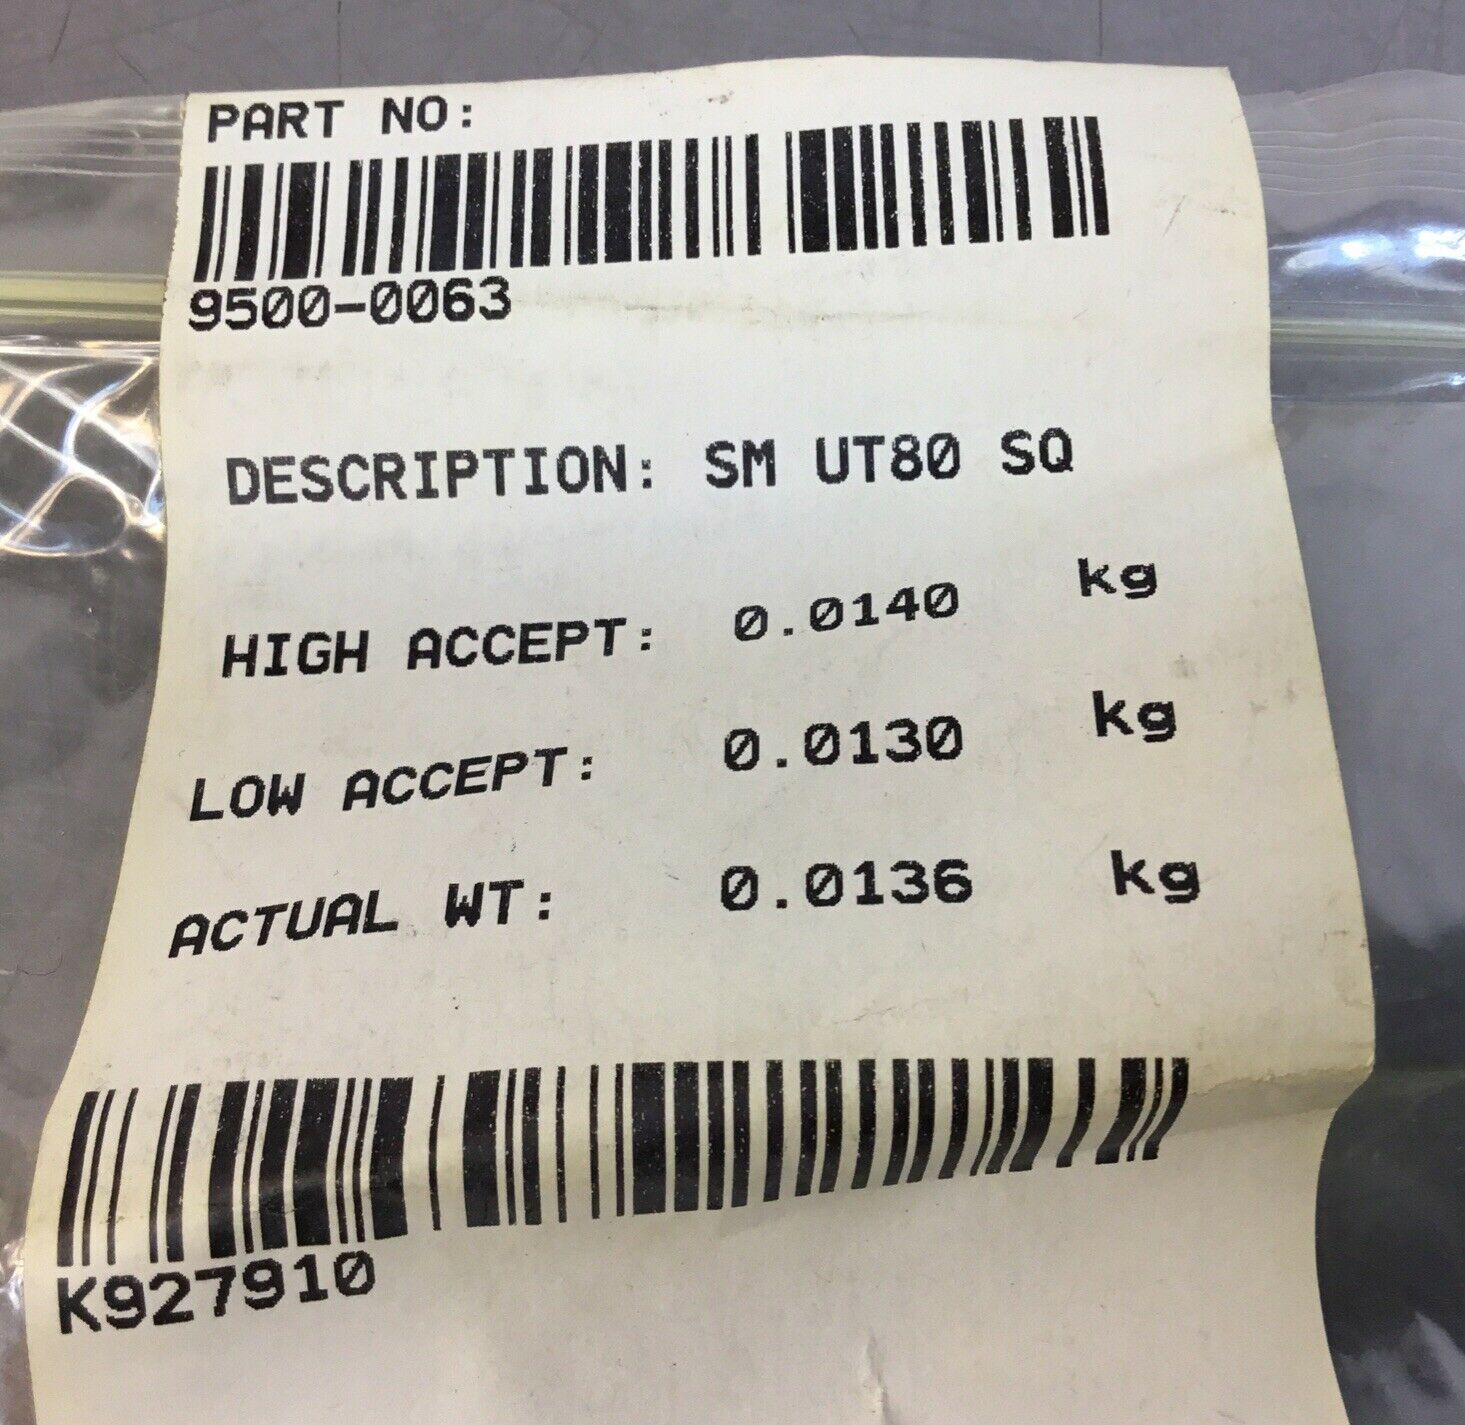 PART NO:
9500-0063
DESCRIPTION: SM UT80 SQ
HIGH ACCEPT: 0.0140 kg
LOW ACCEPT: 0.0130 kg
ACTUAL WT: 0.0136 kg
K927910